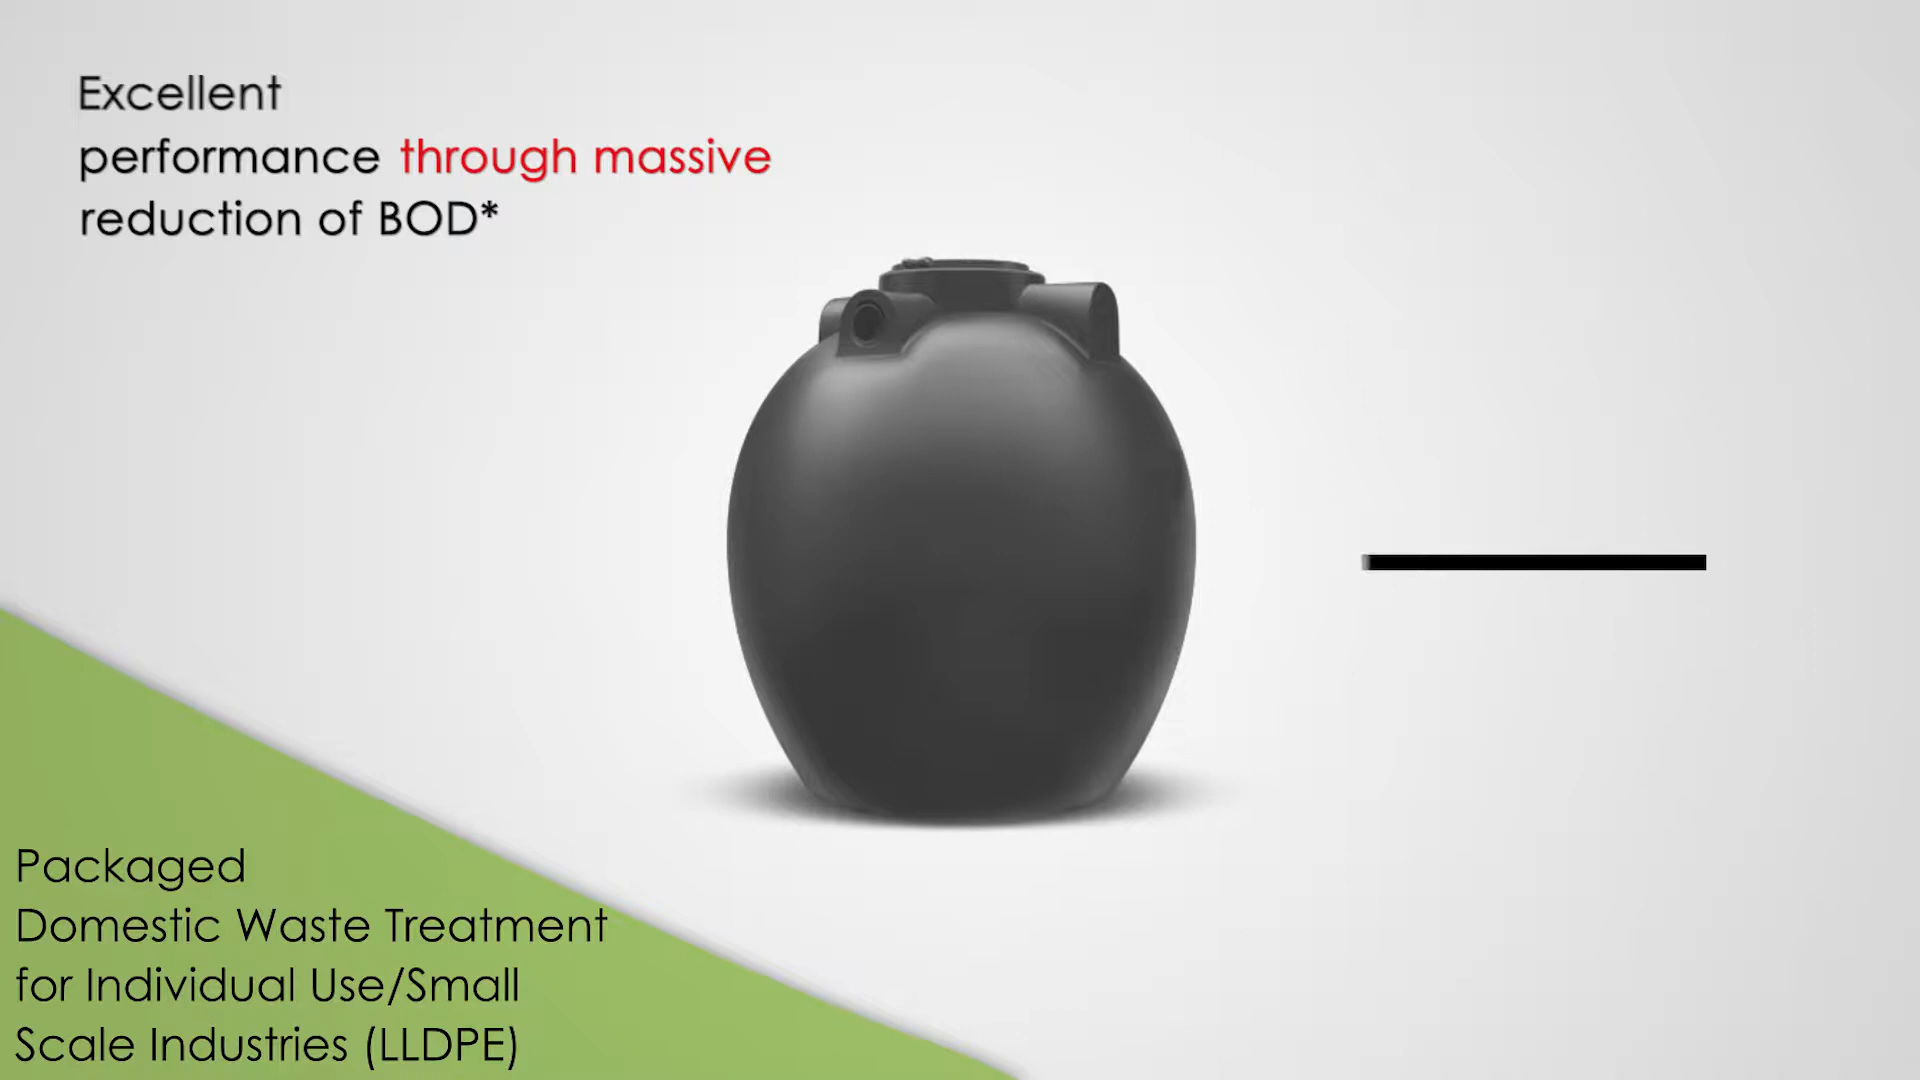 Excellent
performance through massive
reduction of BOD*
Packaged
Domestic Waste Treatment
for Individual Use/Small
Scale Industries (LLDPE)